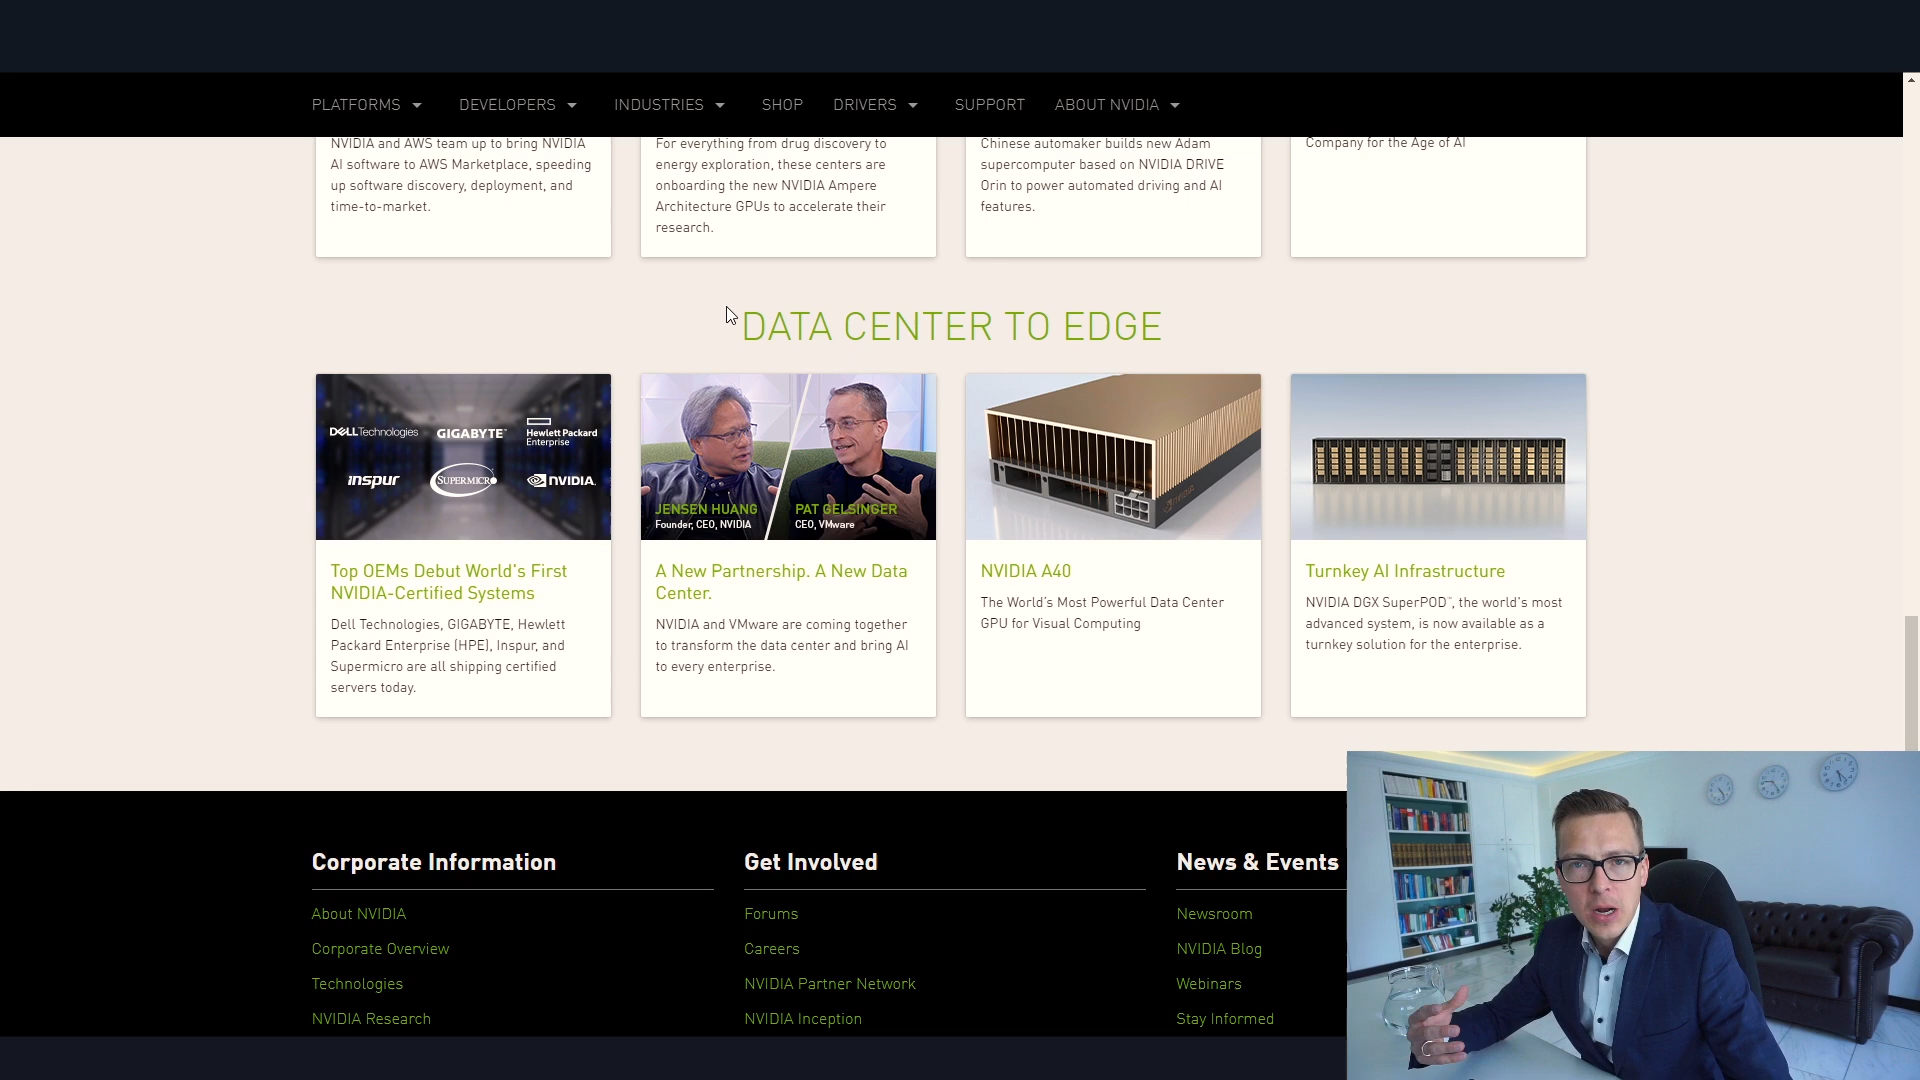 PLATFORMS DEVELOPERS INDUSTRIES SHOP DRIVERS SUPPORT ABOUT NVIDIA
NVIDIA and AWS team up to bring NVIDIA
AI software to AWS Marketplace, speeding
up software discovery, deployment, and
time-to-market.
For everything from drug discovery to
energy exploration, these centers are
onboarding the new NVIDIA Ampere
Architecture GPUs to accelerate their
research.
Chinese automaker builds new Adam
supercomputer based on NVIDIA DRIVE
Orin to power automated driving and AI
features.
Company for the Age of AI
DATA CENTER TO EDGE
DELL Technologies
GIGABYTE™
Hewlett Packard
Enterprise
inspur
SUPERMICRO
NVIDIA.
Top OEMs Debut World's First
NVIDIA-Certified Systems
Dell Technologies, GIGABYTE, Hewlett
Packard Enterprise (HPE), Inspur, and
Supermicro are all shipping certified
servers today.
JENSEN HUANG
Founder, CEO, NVIDIA
PAT GELSINGER
CEO, VMware
A New Partnership. A New Data
Center.
NVIDIA and VMware are coming together
to transform the data center and bring AI
to every enterprise.
NVIDIA A40
The World's Most Powerful Data Center
GPU for Visual Computing
Turnkey AI Infrastructure
NVIDIA DGX SuperPOD™, the world's most
advanced system, is now available as a
turnkey solution for the enterprise.
Corporate Information
About NVIDIA
Corporate Overview
Technologies
NVIDIA Research
Get Involved
Forums
Careers
NVIDIA Partner Network
NVIDIA Inception
News & Events
Newsroom
NVIDIA Blog
Webinars
Stay Informed